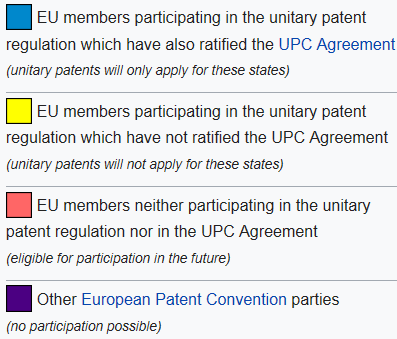 EU members participating in the unitary patent
regulation which have also ratified the UPC Agreement
(unitary patents will only apply for these states)
EU members participating in the unitary patent
regulation which have not ratified the UPC Agreement
(unitary patents will not apply for these states)
EU members neither participating in the unitary
patent regulation nor in the UPC Agreement
(eligible for participation in the future)
Other European Patent Convention parties
(no participation possible)